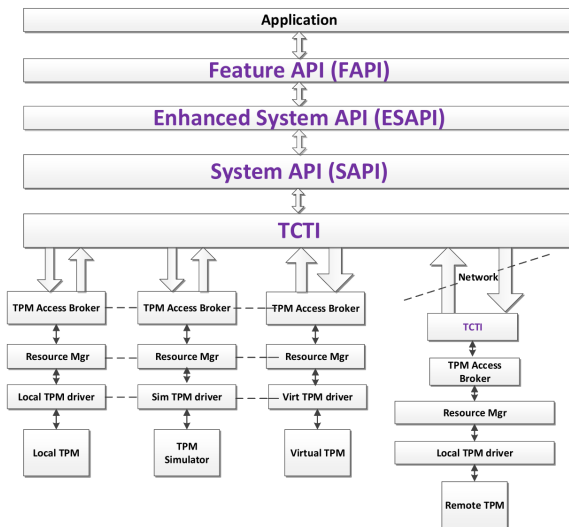 Application
Feature API (FAPI)
Enhanced System API (ESAPI)
System API (SAPI)
TCTI
Network
TPM Access Broker
TPM Access Broker
TPM Access Broker
TCTI
Resource Mgr
Resource Mgr
Resource Mgr
TPM Access
Broker
Local TPM driver
Sim TPM driver
Virt TPM driver
Resource Mgr
Local TPM
TPM
Simulator
Virtual TPM
Local TPM driver
Remote TPM